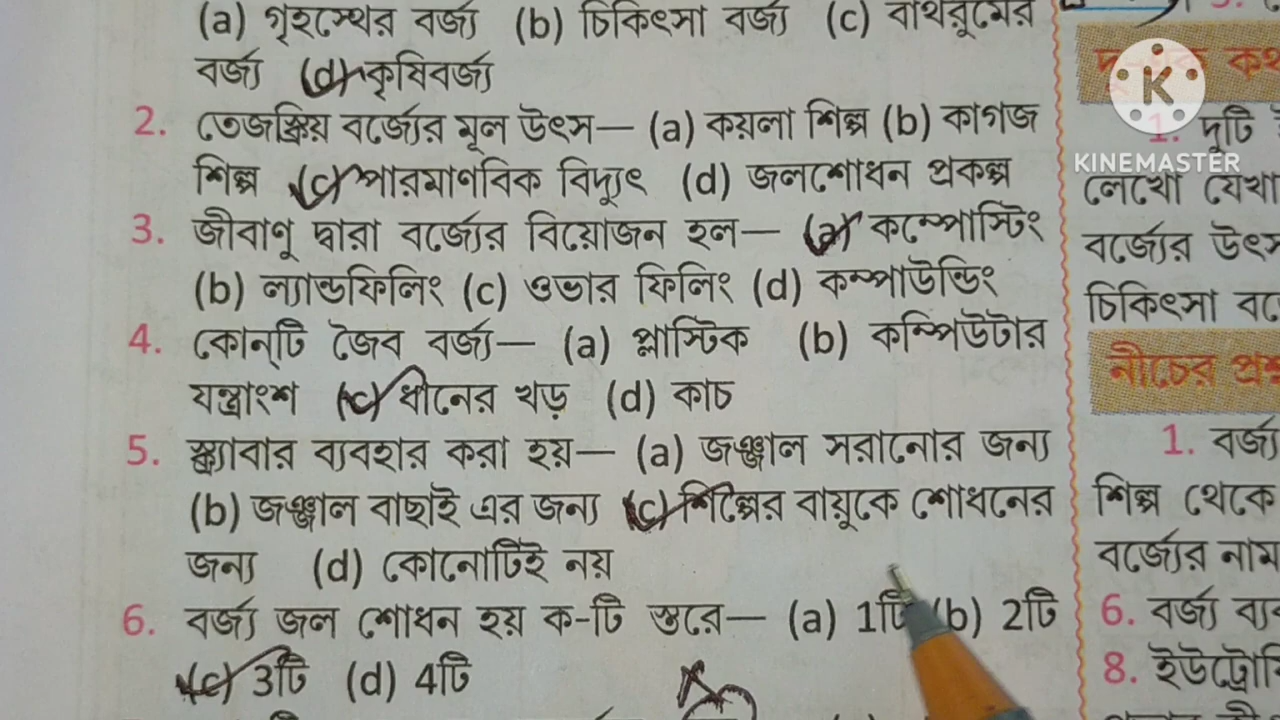 (a) গৃহস্থের বর্জ্য (b) চিকিৎসা বর্জ্য (c) বাথরুমের
বর্জ্য (d) কৃষিবর্জ্য
2. তেজস্ক্রিয় বর্জ্যের মূল উৎস— (a) কয়লা শিল্প (b) কাগজ
শিল্প (c) পারমাণবিক বিদ্যুৎ (d) জলশোধন প্রকল্প
3. জীবাণু দ্বারা বর্জ্যের বিয়োজন হল— (a) কম্পোস্টিং
(b) ল্যান্ডফিলিং (c) ওভার ফিলিং (d) কম্পাউন্ডিং
4. কোন্‌টি জৈব বর্জ্য— (a) প্লাস্টিক (b) কম্পিউটার
যন্ত্রাংশ (c) ধানের খড় (d) কাচ
5. স্ক্র্যাবার ব্যবহার করা হয়— (a) জঞ্জাল সরানোর জন্য
(b) জঞ্জাল বাছাই এর জন্য (c) শিল্পের বায়ুকে শোধনের
জন্য (d) কোনোটিই নয়
6. বর্জ্য জল শোধন হয় ক-টি স্তরে— (a) 1টি (b) 2টি
(c) 3টি (d) 4টি
KINEMASTER
1. দুটি
লেখো
বর্জ্যের
চিকিৎসা
নীচের
1. বর্জ্য
শিল্প থেকে
বর্জ্যের নাম
6. বর্জ্য
8.